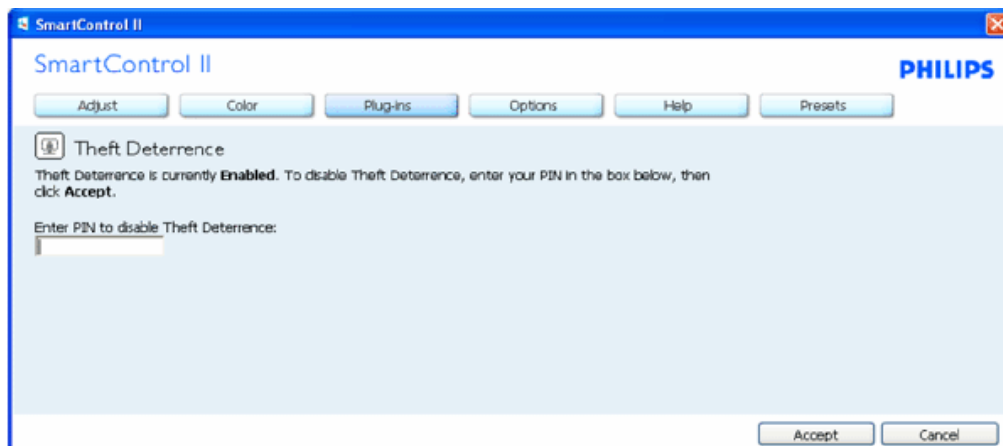 SmartControl II
SmartControl II
PHILIPS
Adjust Color Plug-ins Options Help Presets
Theft Deterrence
Theft Deterrence is currently Enabled. To disable Theft Deterrence, enter your PIN in the box below, then
click Accept.
Enter PIN to disable Theft Deterrence:
Accept Cancel